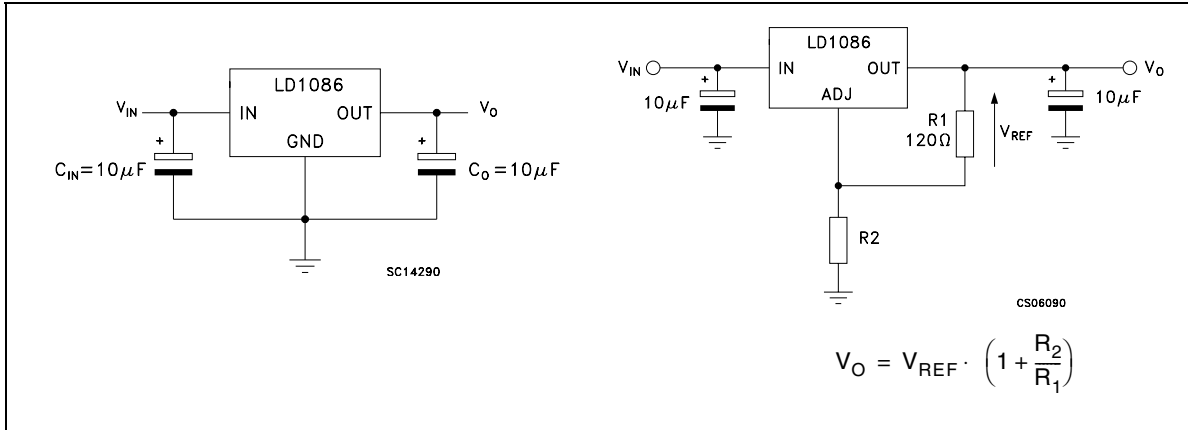 LD1086
V_IN
IN
OUT
V_O
GND
+
+
C_IN=10μF
C_O=10μF
SC14290
LD1086
V_IN
IN
OUT
V_O
ADJ
+
10μF
R1
120Ω
V_REF
+
10μF
R2
CS06090
V_O = V_REF · (1 + R_2/R_1)